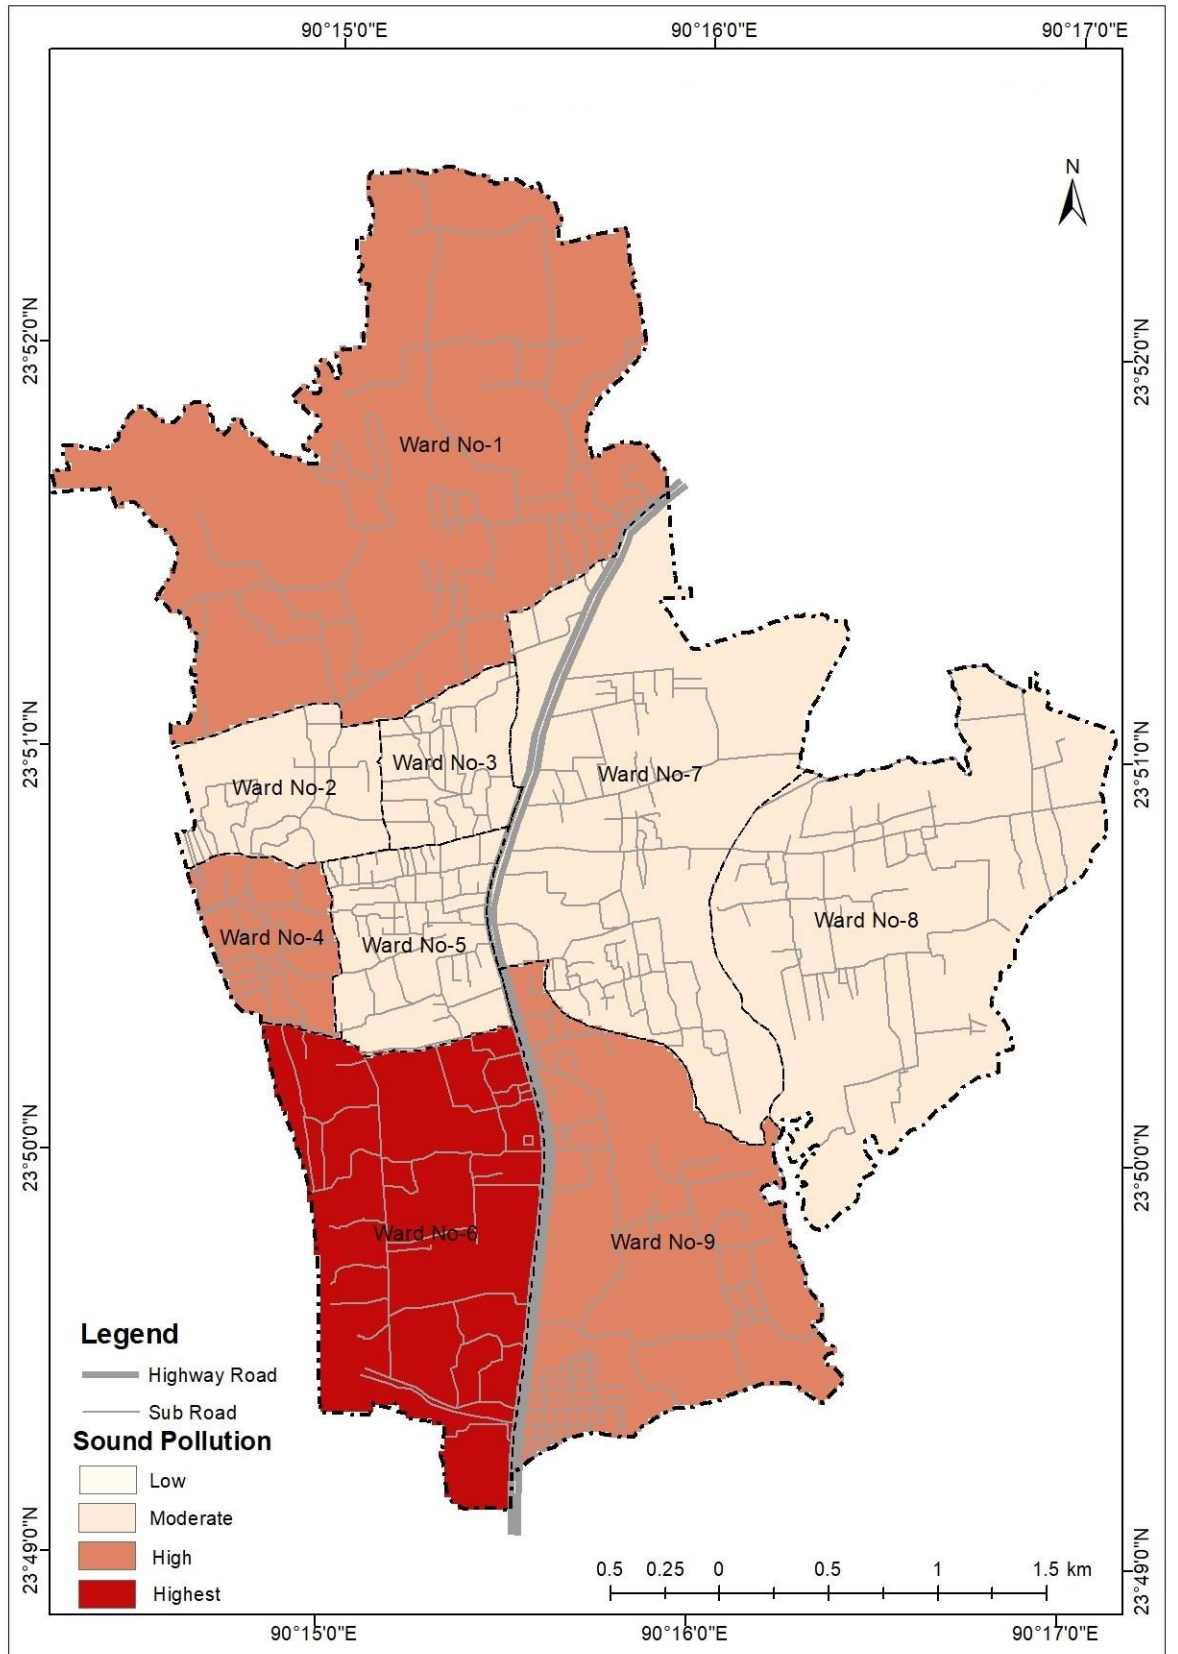 90°15'0"E 90°16'0"E 90°17'0"E
N
23°52'0"N
23°52'0"N
Ward No-1
23°51'0"N
23°51'0"N
Ward No-3
Ward No-7
Ward No-2
Ward No-8
Ward No-4
Ward No-5
23°50'0"N
23°50'0"N
Ward No-6
Ward No-9
Legend
Highway Road
Sub Road
Sound Pollution
Low
Moderate
High
Highest
23°49'0"N
23°49'0"N
0.5 0.25 0 0.5 1 1.5 km
90°15'0"E 90°16'0"E 90°17'0"E